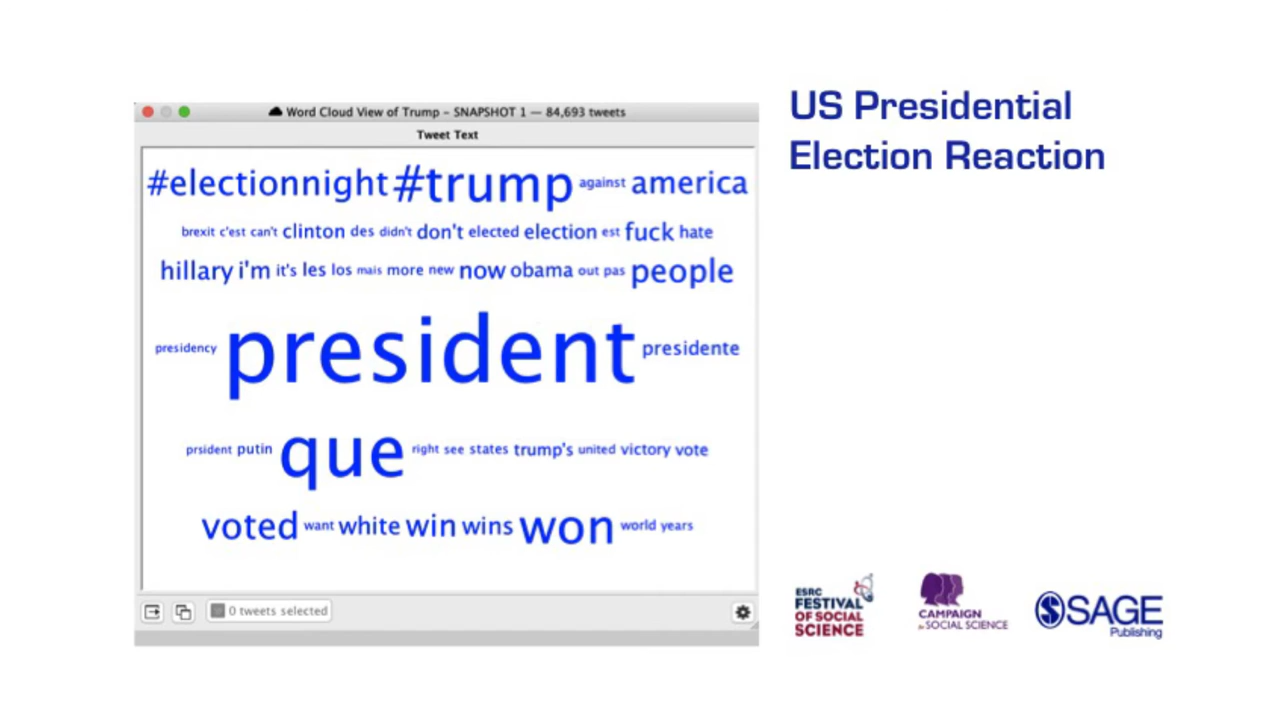 Word Cloud View of Trump – SNAPSHOT 1 — 84,693 tweets
Tweet Text
#electionnight #trump against america
brexit c'est can't clinton des didn't don't elected election est fuck hate
hillary i'm it's les los mais more new now obama out pas people
presidency president presidente
prsident putin que right see states trump's united victory vote
voted want white win wins won world years
0 tweets selected
US Presidential
Election Reaction
ESRC
FESTIVAL
OF SOCIAL
SCIENCE
CAMPAIGN
for SOCIAL SCIENCE
SAGE
Publishing